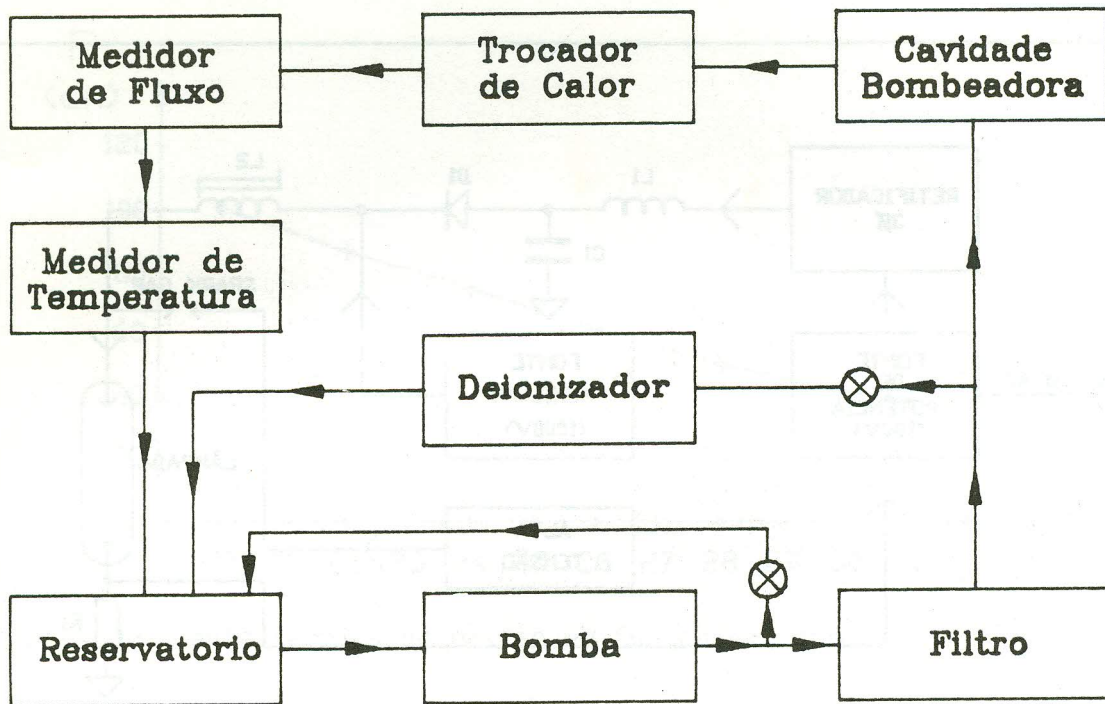 Medidor
de Fluxo
Trocador
de Calor
Cavidade
Bombeadora
Medidor de
Temperatura
Deionizador
Reservatorio
Bomba
Filtro